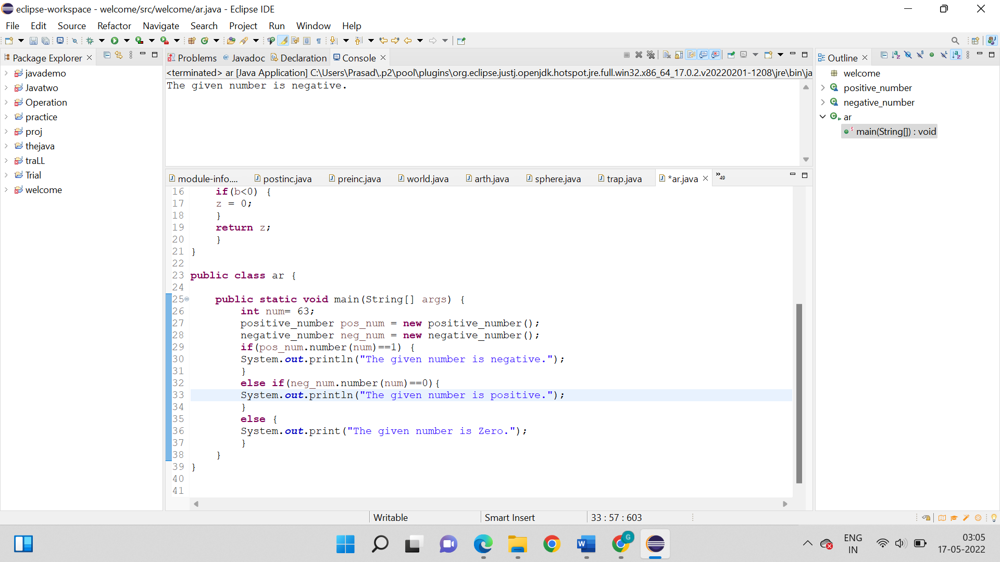 eclipse-workspace - welcome/src/welcome/ar.java - Eclipse IDE
File Edit Source Refactor Navigate Search Project Run Window Help
Package Explorer
javademo
Javatwo
Operation
practice
proj
thejava
traLL
Trial
welcome
Problems @ Javadoc Declaration Console
<terminated> ar [Java Application] C:\Users\Prasad\.p2\pool\plugins\org.eclipse.justj.openjdk.hotspot.jre.full.win32.x86_64_17.0.2.v20220201-1208\jre\bin\ja
The given number is negative.
module-info.... postinc.java preinc.java world.java arth.java sphere.java trap.java *ar.java »49
16 if(b<0) {
17 z = 0;
18 }
19 return z;
20 }
21 }
22
23 public class ar {
24
25 public static void main(String[] args) {
26 int num= 63;
27 positive_number pos_num = new positive_number();
28 negative_number neg_num = new negative_number();
29 if(pos_num.number(num)==1) {
30 System.out.println("The given number is negative.");
31 }
32 else if(neg_num.number(num)==0){
33 System.out.println("The given number is positive.");
34 }
35 else {
36 System.out.print("The given number is Zero.");
37 }
38 }
39 }
40
41
Outline
welcome
positive_number
negative_number
ar
main(String[]) : void
Writable Smart Insert 33 : 57 : 603
ENG
IN
03:05
17-05-2022